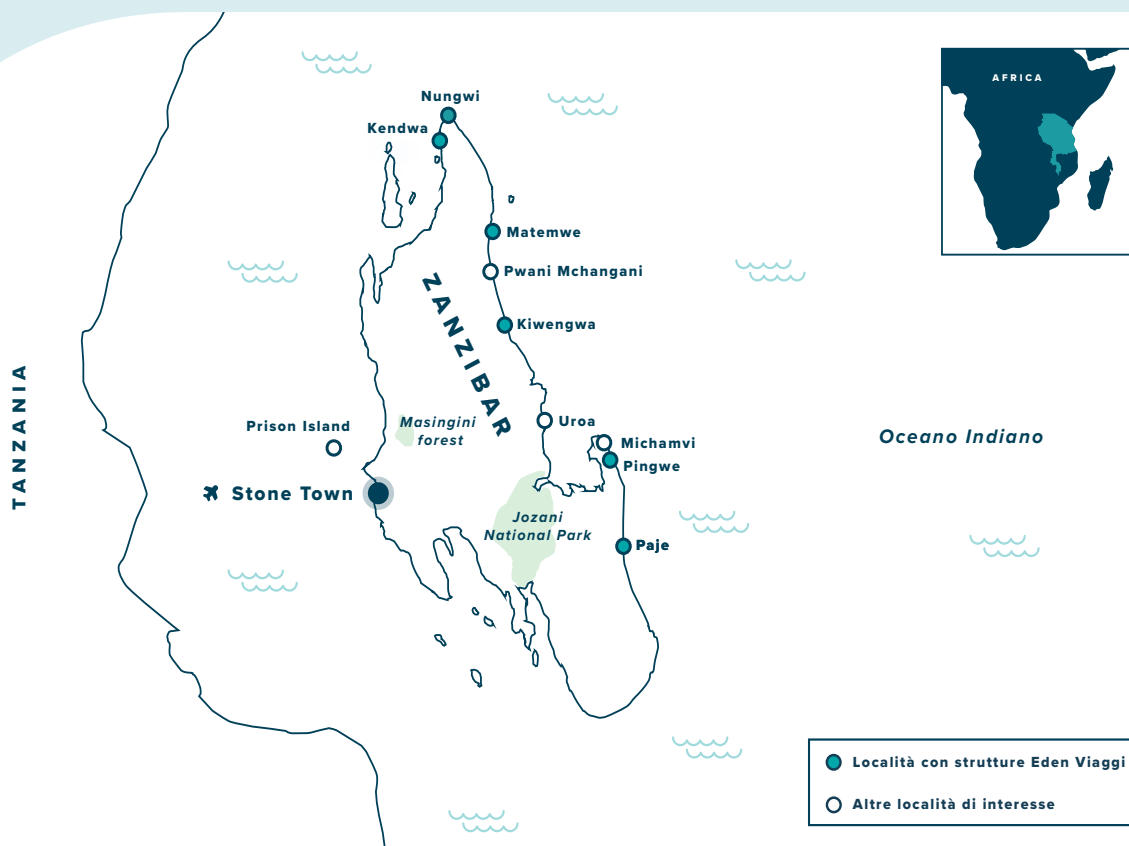 AFRICA
Nungwi
Kendwa
Matemwe
Pwani Mchangani
ZANZIBAR
Kiwengwa
TANZANIA
Prison Island
Masingini
forest
Uroa
Michamvi
Pingwe
Oceano Indiano
Stone Town
Jozani
National Park
Paje
Località con strutture Eden Viaggi
Altre località di interesse